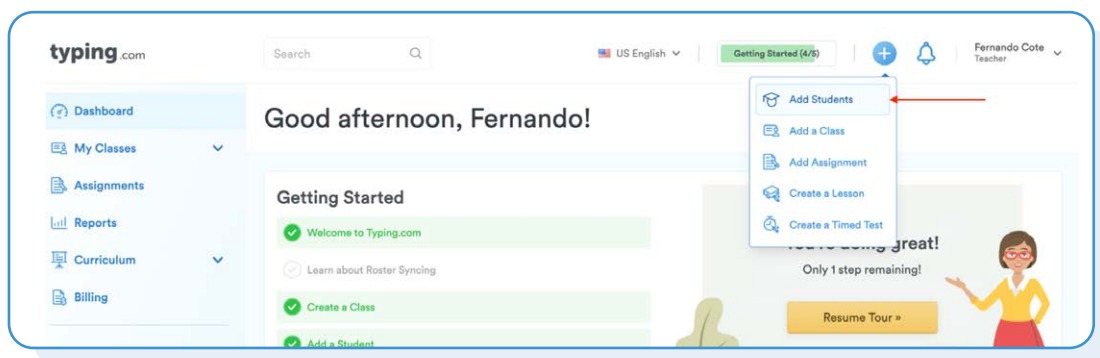 typing.com
Search
US English
Getting Started (4/5)
Fernando Cote
Teacher
Dashboard
My Classes
Assignments
Reports
Curriculum
Billing
Good afternoon, Fernando!
Add Students
Add a Class
Add Assignment
Create a Lesson
Create a Timed Test
Getting Started
Welcome to Typing.com
Learn about Roster Syncing
Create a Class
Add a Student
great!
Only 1 step remaining!
Resume Tour »